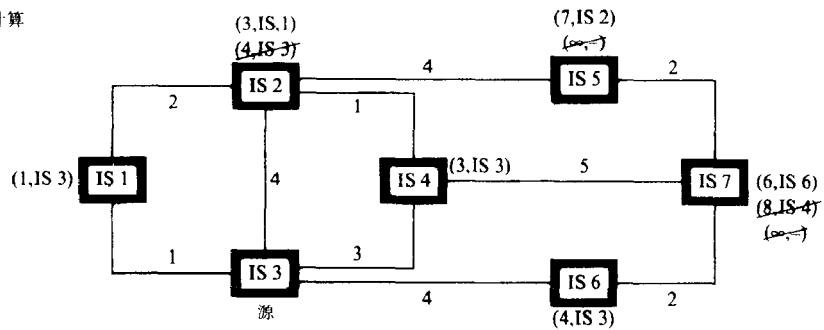 计算
(3,IS,1)
(4,IS 3)
IS 2
(7,IS 2)
(∞,-)
IS 5
4
2
2
1
4
(1,IS 3)
IS 1
IS 4
(3,IS 3)
5
IS 7
(6,IS 6)
(8,IS 4)
(∞,-)
1
3
IS 3
源
4
IS 6
(4,IS 3)
2